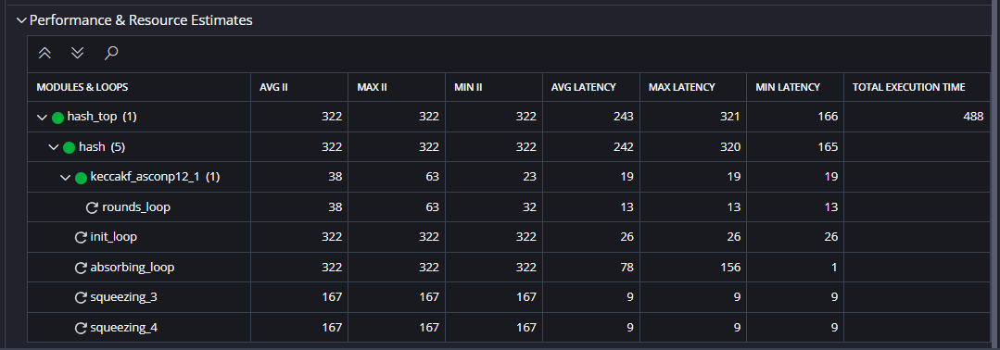 Performance & Resource Estimates
MODULES & LOOPS AVG II MAX II MIN II AVG LATENCY MAX LATENCY MIN LATENCY TOTAL EXECUTION TIME
hash_top (1) 322 322 322 243 321 166 488
hash (5) 322 322 322 242 320 165
keccakf_asconp12_1 (1) 38 63 23 19 19 19
rounds_loop 38 63 32 13 13 13
init_loop 322 322 322 26 26 26
absorbing_loop 322 322 322 78 156 1
squeezing_3 167 167 167 9 9 9
squeezing_4 167 167 167 9 9 9